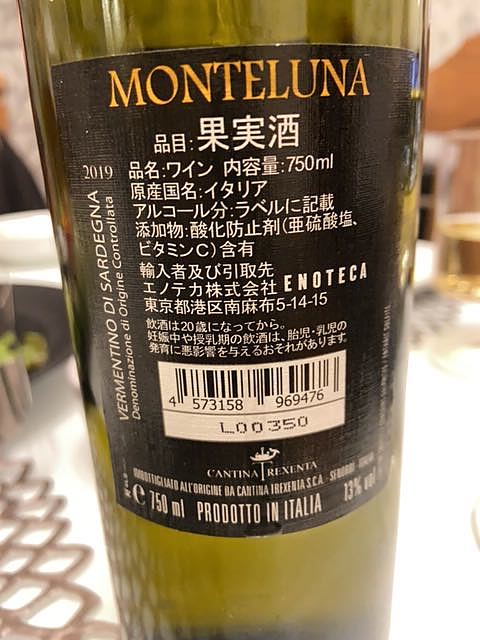 MONTELUNA
品目:果実酒
2019
品名:ワイン 内容量:750ml
原産国名:イタリア
アルコール分:ラベルに記載
添加物:酸化防止剤(亜硫酸塩、
ビタミンC)含有
輸入者及び引取先
エノテカ株式会社 ENOTECA
東京都港区南麻布5-14-15
飲酒は20歳になってから。
妊娠中や授乳期の飲酒は、胎児・乳児の
発育に悪影響を与えるおそれがあります。
VERMENTINO DI SARDEGNA
Denominazione di Origine Controllata
4 573158 969476
L00350
CANTINA TREXENTA
IMBOTTIGLIATO ALL'ORIGINE DA CANTINA TREXENTA S.C.A. - SENORBÌ - ITALIA
e 750 ml PRODOTTO IN ITALIA 13% vol